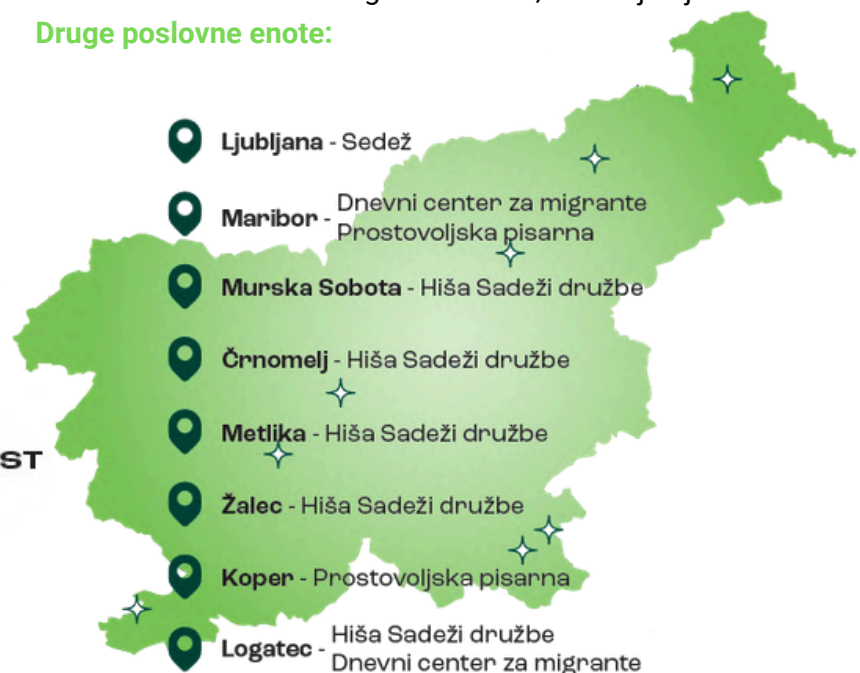 Druge poslovne enote:
Ljubljana - Sedež
Maribor - Dnevni center za migrante
Prostovoljska pisarna
Murska Sobota - Hiša Sadeži družbe
Črnomelj - Hiša Sadeži družbe
Metlika - Hiša Sadeži družbe
ST
Žalec - Hiša Sadeži družbe
Koper - Prostovoljska pisarna
Logatec - Hiša Sadeži družbe
Dnevni center za migrante